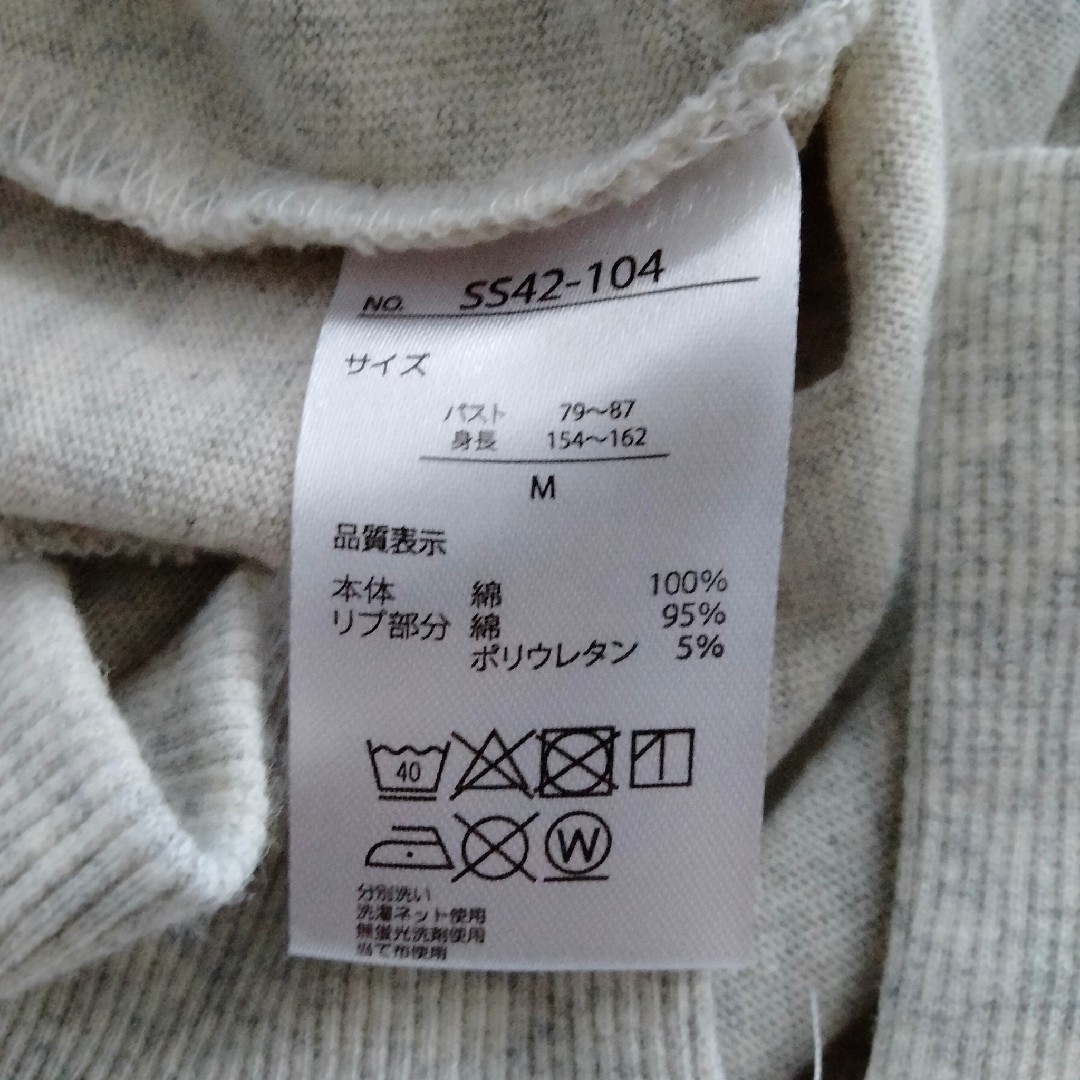 NO. SS42-104
サイズ
バスト 79～87
身長 154～162
M
品質表示
本体 綿 100%
リブ部分 綿 95%
ポリウレタン 5%
40
W
分別洗い
洗濯ネット使用
無蛍光洗剤使用
当て布使用